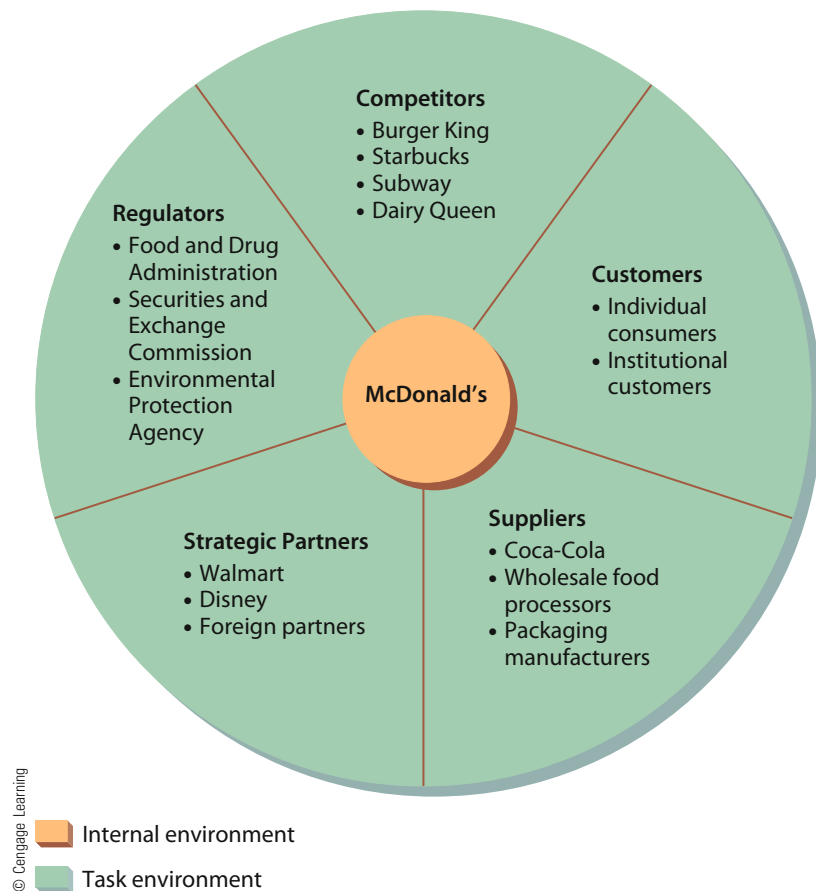 Competitors
• Burger King
• Starbucks
• Subway
• Dairy Queen
Regulators
• Food and Drug
Administration
• Securities and
Exchange
Commission
• Environmental
Protection
Agency
Customers
• Individual
consumers
• Institutional
customers
McDonald's
Strategic Partners
• Walmart
• Disney
• Foreign partners
Suppliers
• Coca-Cola
• Wholesale food
processors
• Packaging
manufacturers
© Cengage Learning
Internal environment
Task environment